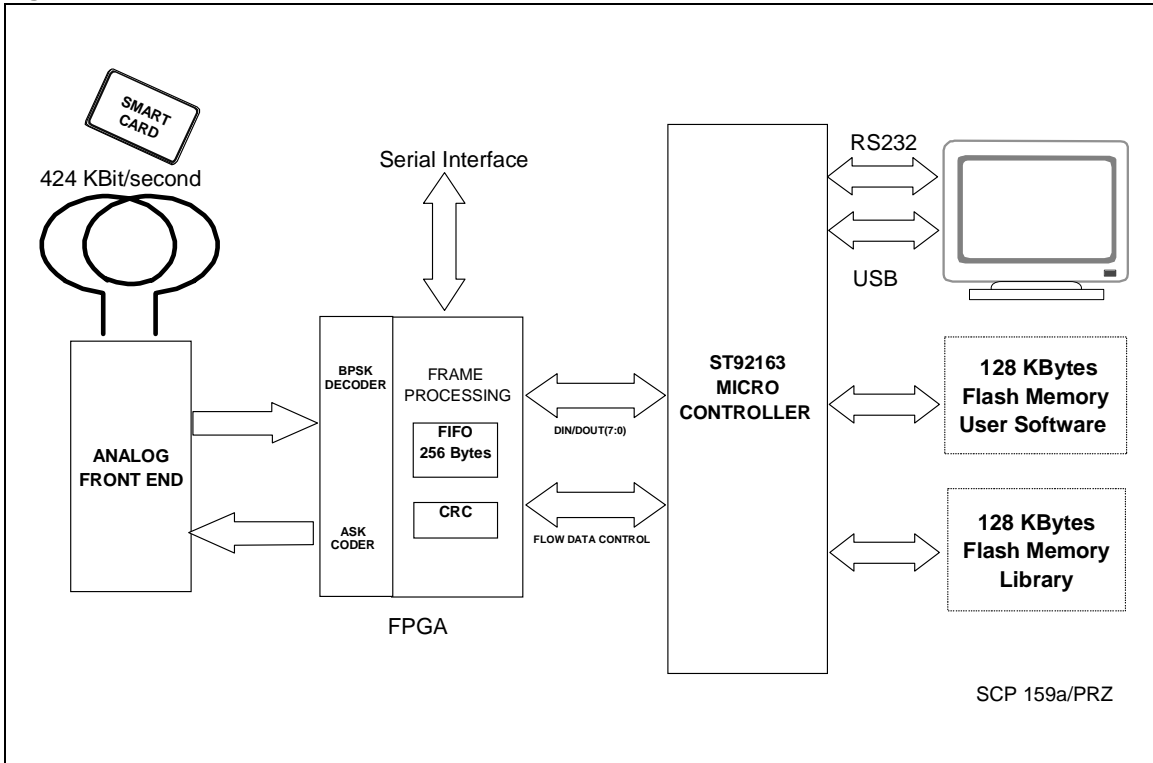 SMART
CARD
424 KBit/second
Serial Interface
RS232
USB
ANALOG
FRONT END
BPSK
DECODER
ASK
CODER
FRAME
PROCESSING
FIFO
256 Bytes
CRC
FPGA
DIN/DOUT(7:0)
FLOW DATA CONTROL
ST92163
MICRO
CONTROLLER
128 KBytes
Flash Memory
User Software
128 KBytes
Flash Memory
Library
SCP 159a/PRZ